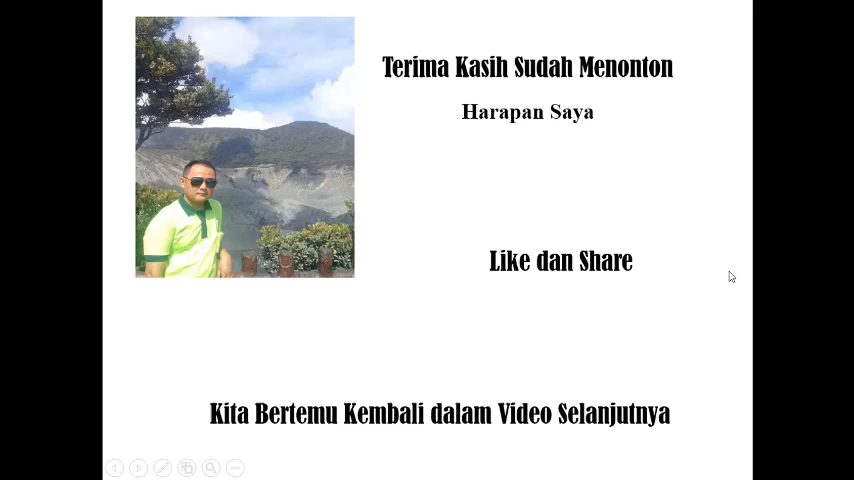 Terima Kasih Sudah Menonton
Harapan Saya
Like dan Share
Kita Bertemu Kembali dalam Video Selanjutnya